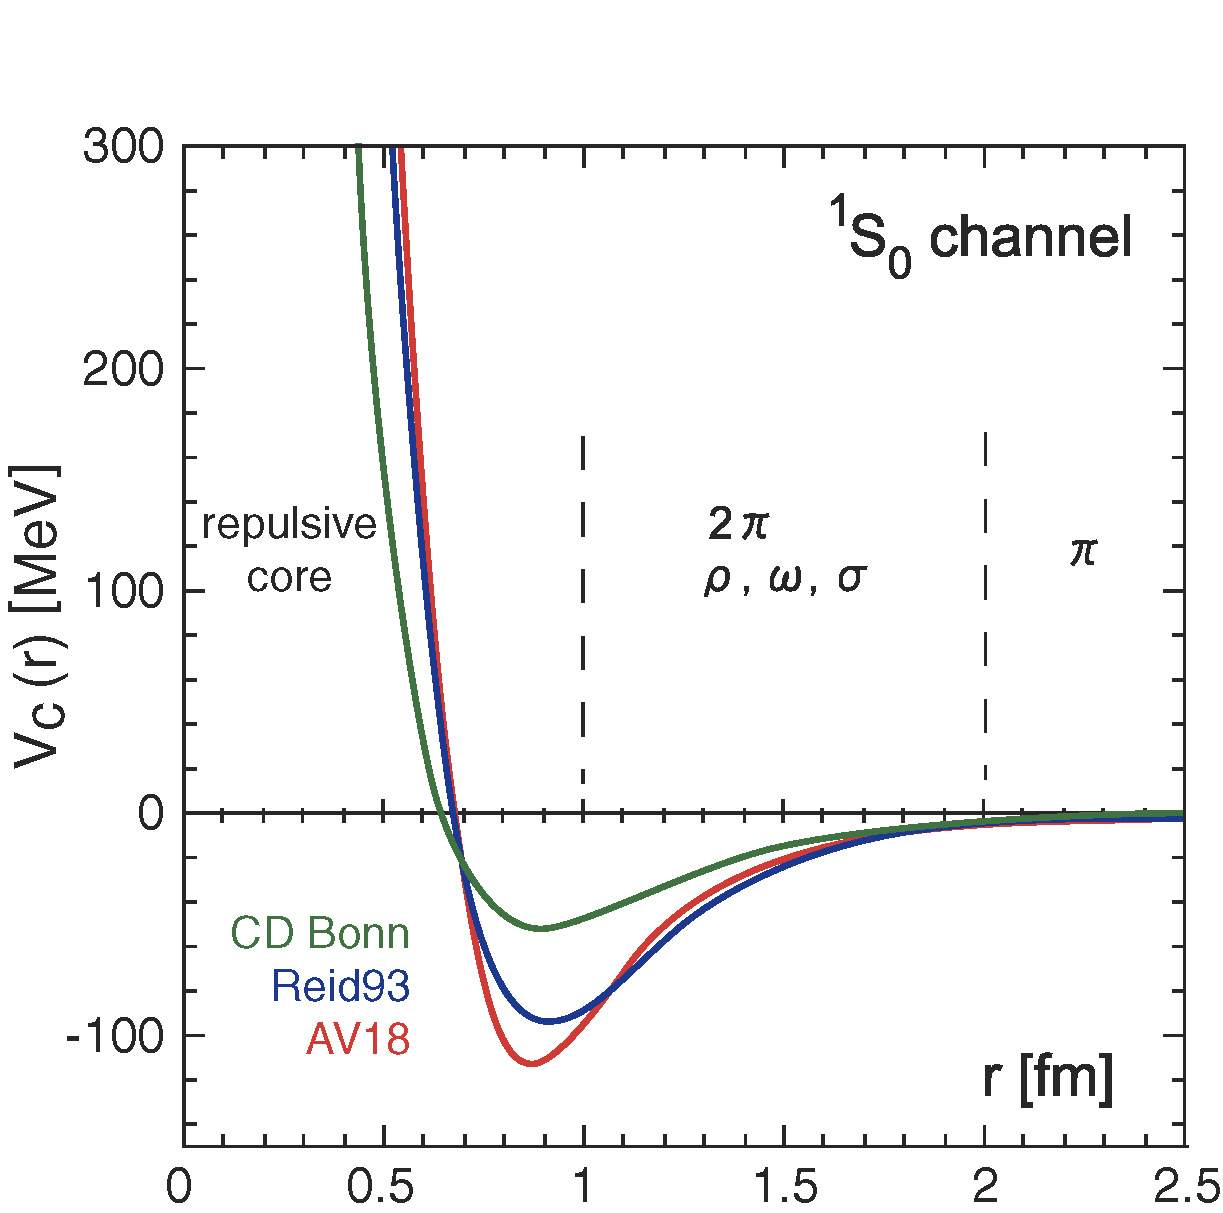 300
200
100
0
-100
V_C (r) [MeV]
¹S₀ channel
repulsive
core
2 π
ρ , ω, σ
π
CD Bonn
Reid93
AV18
r [fm]
0 0.5 1 1.5 2 2.5